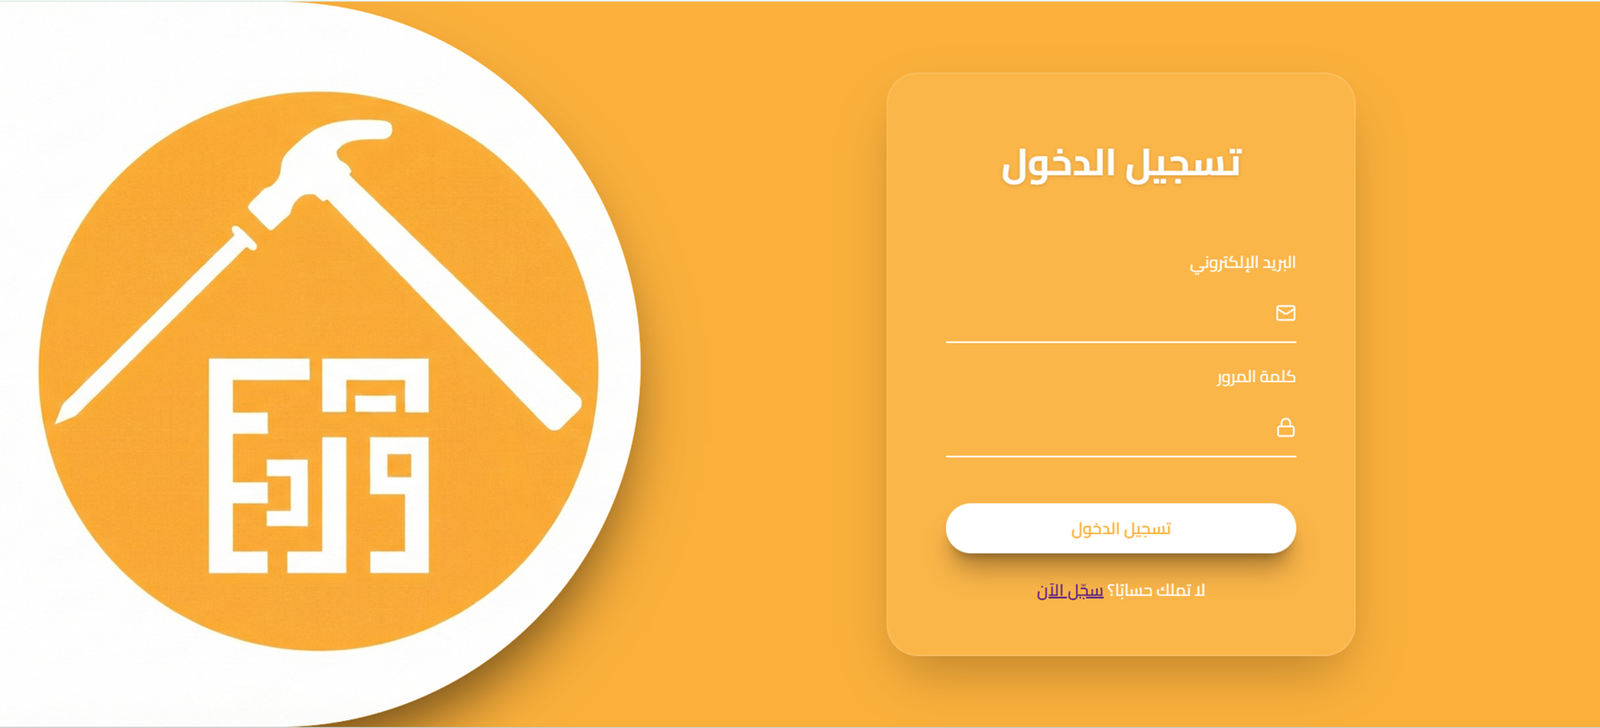 تسجيل الدخول
البريد الإلكتروني
كلمة المرور
تسجيل الدخول
لا تملك حسابًا؟ سجّل الآن